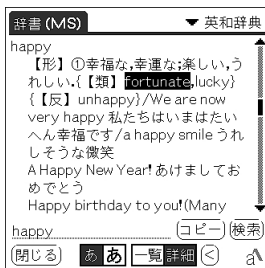 辞書(MS) ▼ 英和辞典
happy
【形】①幸福な,幸運な;楽しい,う
れしい.{【類】fortunate,lucky}
{【反】unhappy}/We are now
very happy 私たちはいまはたい
へん幸福です/a happy smile うれ
しそうな微笑
A Happy New Year! あけましてお
めでとう
Happy birthday to you!(Many
happy コピー 検索
閉じる あ あ 一覧 詳細 < a